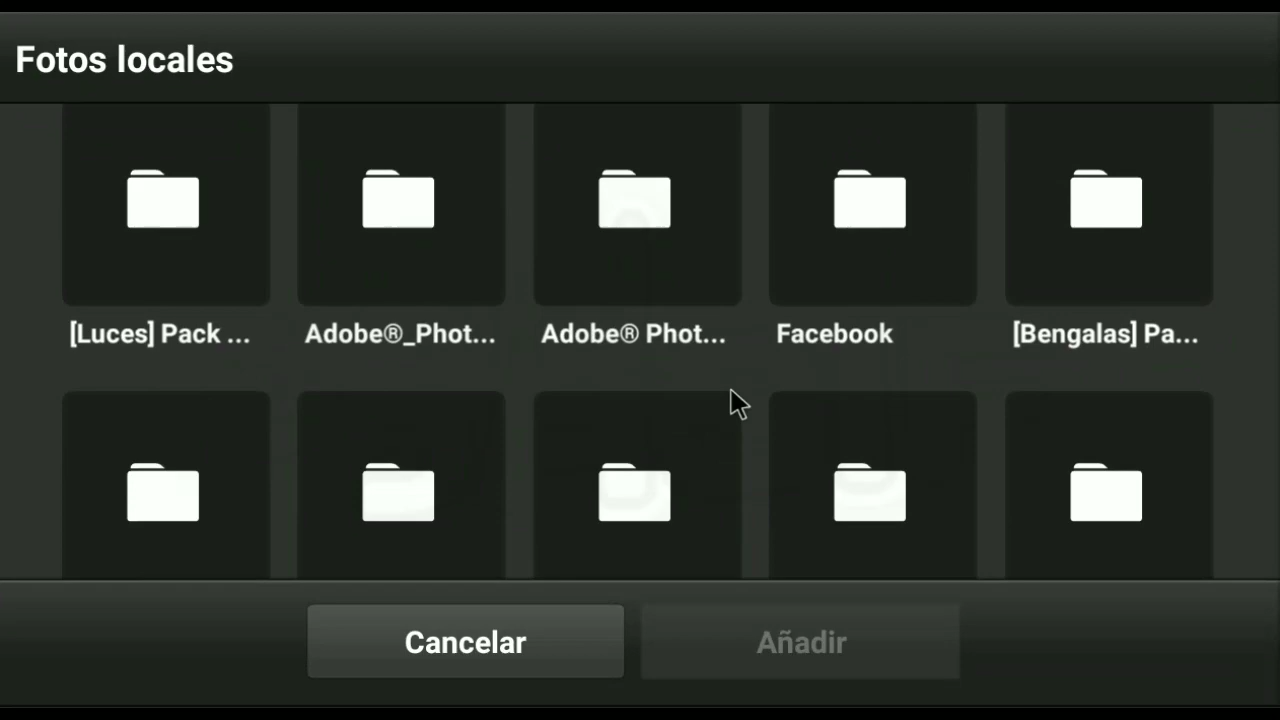 Fotos locales
[Luces] Pack ...
Adobe®_Phot...
Adobe® Phot...
Facebook
[Bengalas] Pa...
Cancelar
Añadir